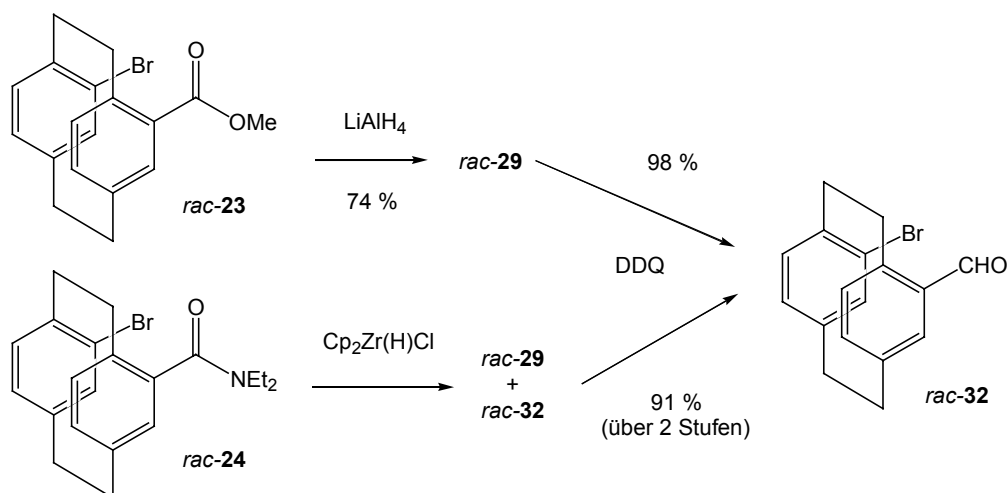 Br
O
OMe
rac-23
LiAlH4
74 %
rac-29
98 %
DDQ
Br
CHO
rac-32
Br
O
NEt2
rac-24
Cp2Zr(H)Cl
rac-29
+
rac-32
91 %
(über 2 Stufen)